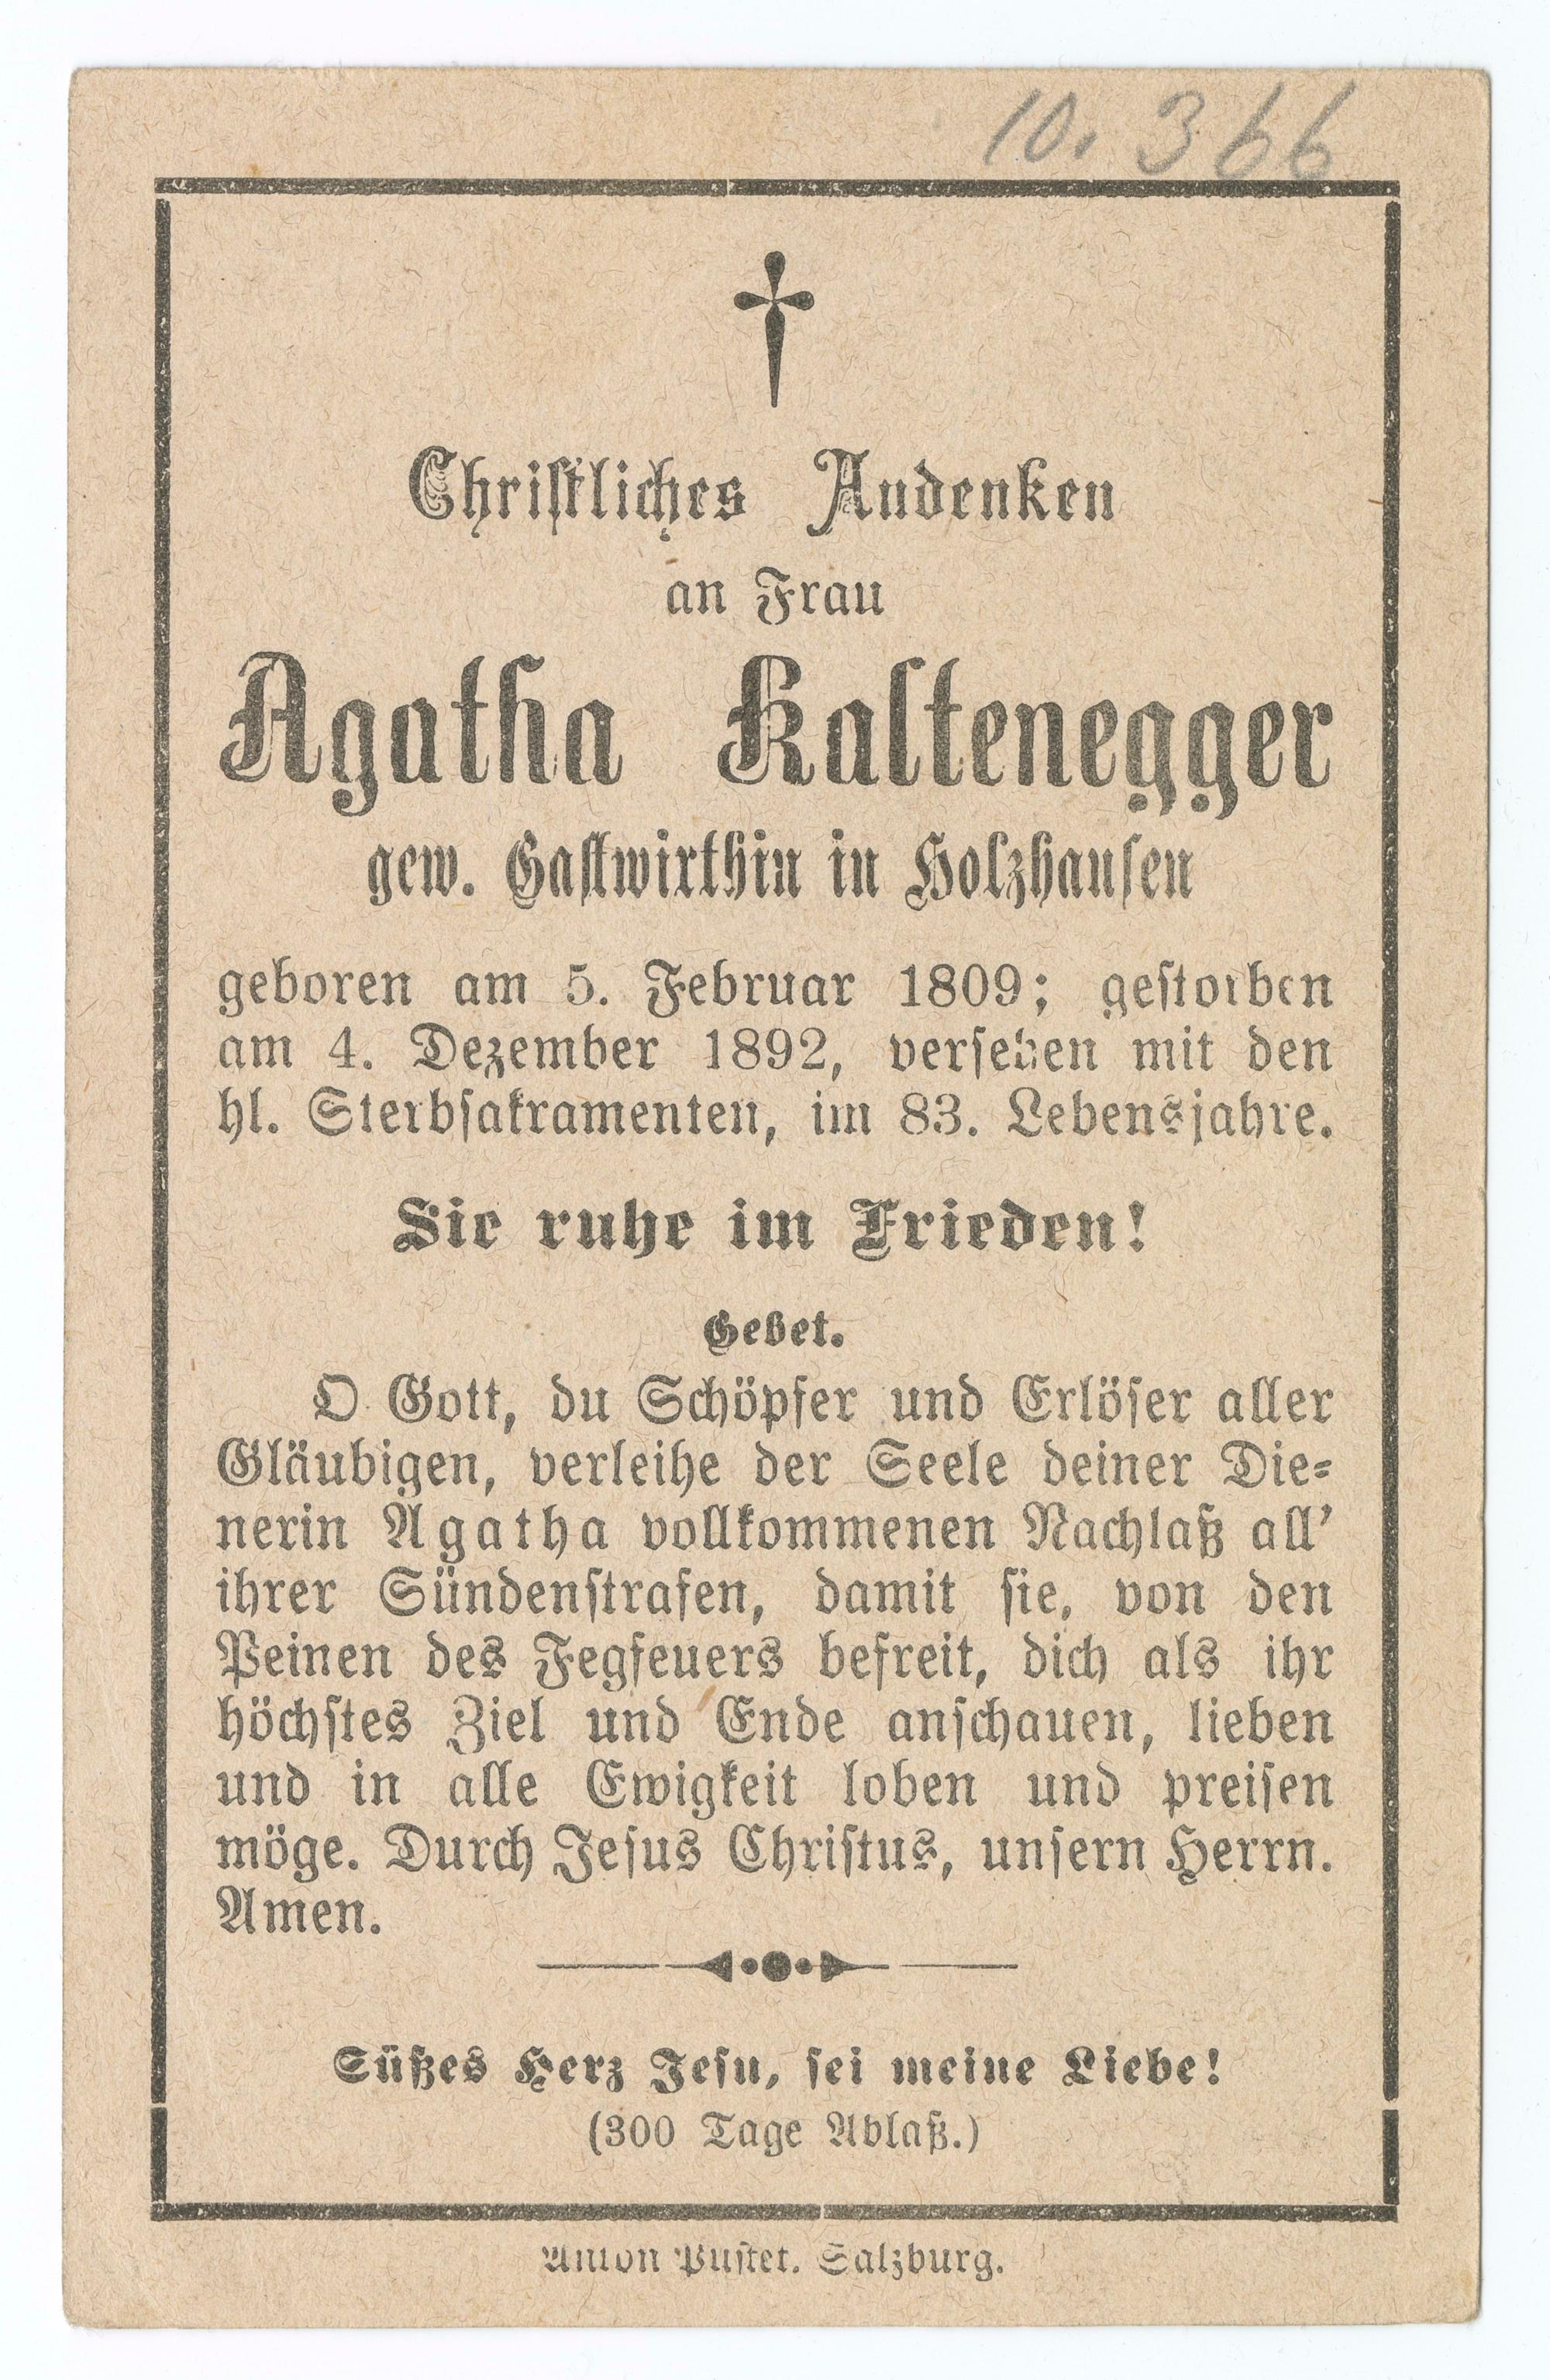 10. 366
Christliches Andenken
an Frau
Agatha Kaltenegger
gew. Gastwirthin in Holzhausen
geboren am 5. Februar 1809; gestorben
am 4. Dezember 1892, versehen mit den
hl. Sterbsakramenten, im 83. Lebensjahre.
Sie ruhe im Frieden!
Gebet.
O Gott, du Schöpfer und Erlöser aller
Gläubigen, verleihe der Seele deiner Die-
nerin Agatha vollkommenen Nachlaß all'
ihrer Sündenstrafen, damit sie, von den
Peinen des Fegfeuers befreit, dich als ihr
höchstes Ziel und Ende anschauen, lieben
und in alle Ewigkeit loben und preisen
möge. Durch Jesus Christus, unsern Herrn.
Amen.
Süßes Herz Jesu, sei meine Liebe!
(300 Tage Ablaß.)
Anton Pustet. Salzburg.